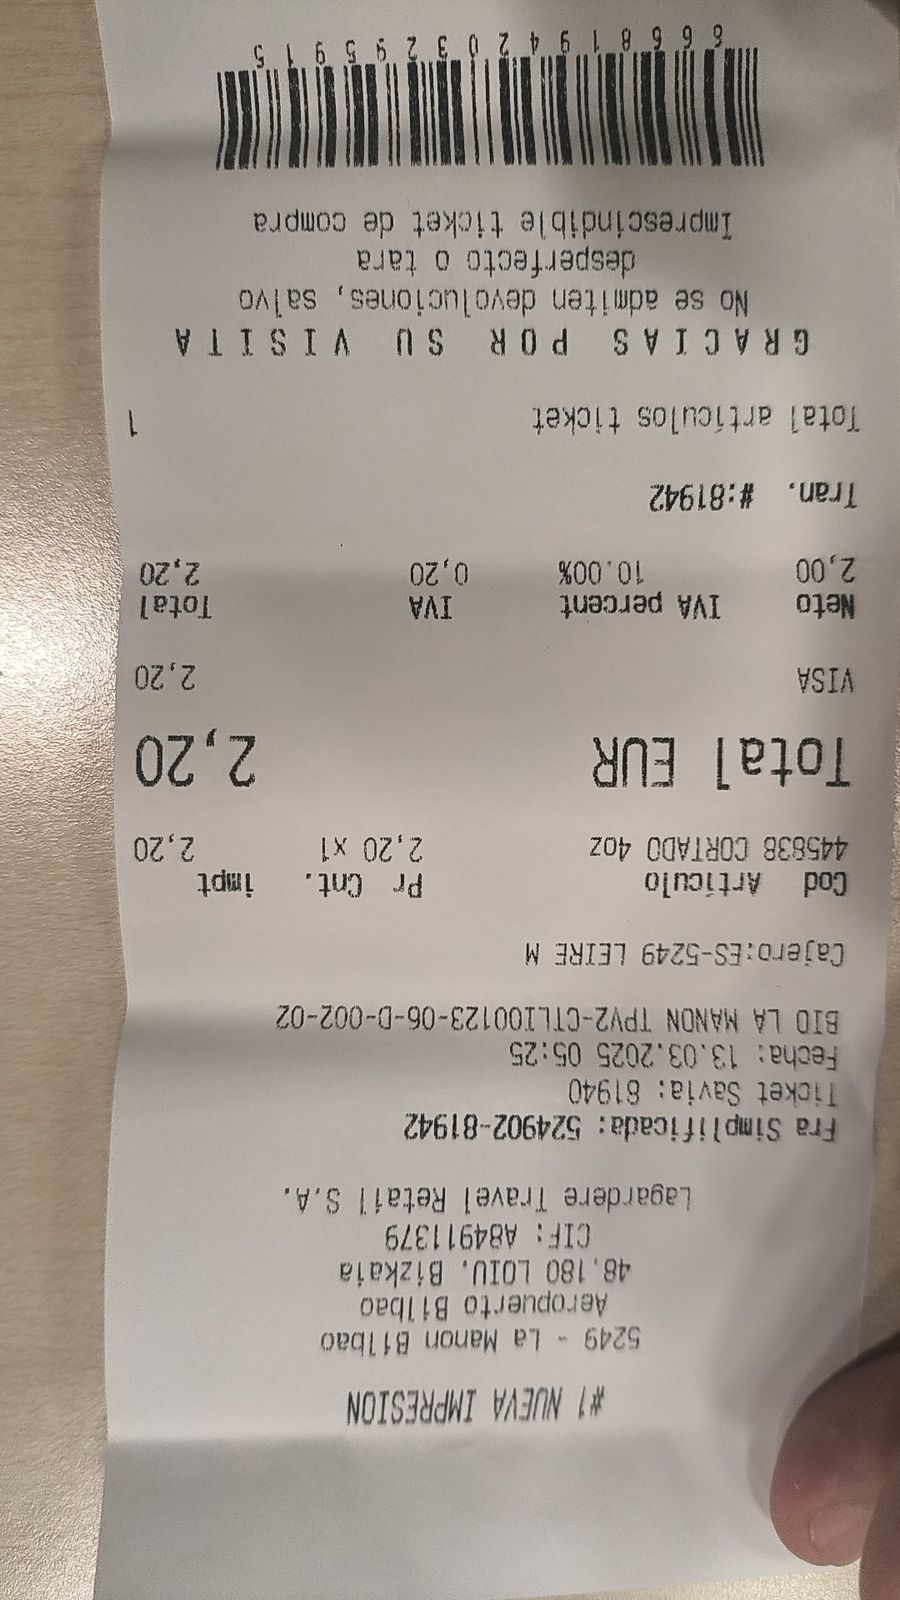 #1 NUEVA IMPRESION
5249 - La Manon Bilbao
Aeropuerto Bilbao
48.180 LOIU. Bizkaia
CIF: A84911379
Lagardere Travel Retail S.A.
Fra Simplificada: 524902-81942
Ticket Savia: 81940
Fecha: 13.03.2025 05:25
BIO LA MANON TPV2-CTLI00123-06-D-002-02
Cajero:ES-5249 LEIRE M
Cod Artículo Pr Cnt. impt
445838 CORTADO 4oz 2,20 x1 2,20
Total EUR 2,20
VISA 2,20
Neto IVA percent IVA Total
2,00 10.00% 0,20 2,20
Tran. #:81942
Total artículos ticket 1
GRACIAS POR SU VISITA
No se admiten devoluciones, salvo
desperfecto o tara
Imprescindible ticket de compra